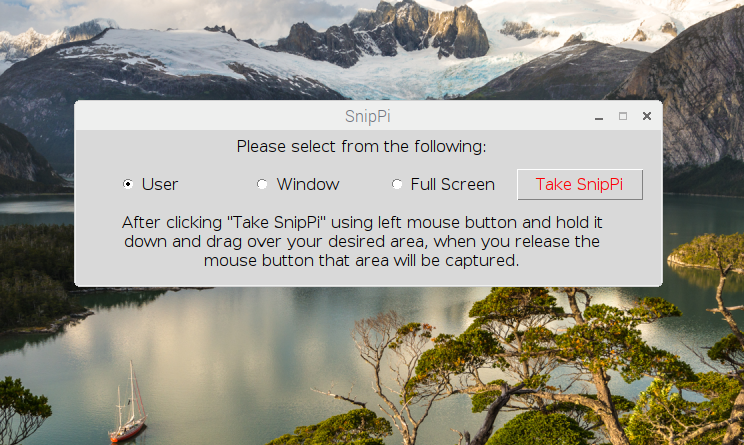 SnipPi
Please select from the following:
User
Window
Full Screen
Take SnipPi
After clicking "Take SnipPi" using left mouse button and hold it
down and drag over your desired area, when you release the
mouse button that area will be captured.